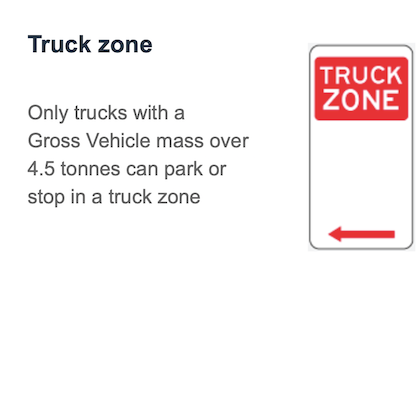 Truck zone
Only trucks with a
Gross Vehicle mass over
4.5 tonnes can park or
stop in a truck zone
TRUCK
ZONE